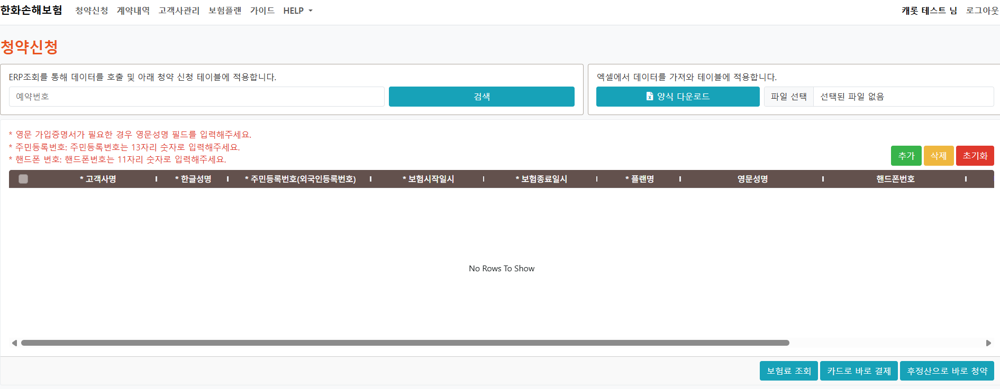 한화손해보험 청약신청 계약내역 고객사관리 보험플랜 가이드 HELP 캐롯 테스트 님 로그아웃
청약신청
ERP조회를 통해 데이터를 호출 및 아래 청약 신청 테이블에 적용합니다.
예약번호 검색
엑셀에서 데이터를 가져와 테이블에 적용합니다.
양식 다운로드 파일 선택 선택된 파일 없음
* 영문 가입증명서가 필요한 경우 영문성명 필드를 입력해주세요.
* 주민등록번호: 주민등록번호는 13자리 숫자로 입력해주세요.
* 핸드폰 번호: 핸드폰번호는 11자리 숫자로 입력해주세요.
추가 삭제 초기화
* 고객사명 * 한글성명 * 주민등록번호(외국인등록번호) * 보험시작일시 * 보험종료일시 * 플랜명 영문성명 핸드폰번호
No Rows To Show
보험료 조회 카드로 바로 결제 후정산으로 바로 청약